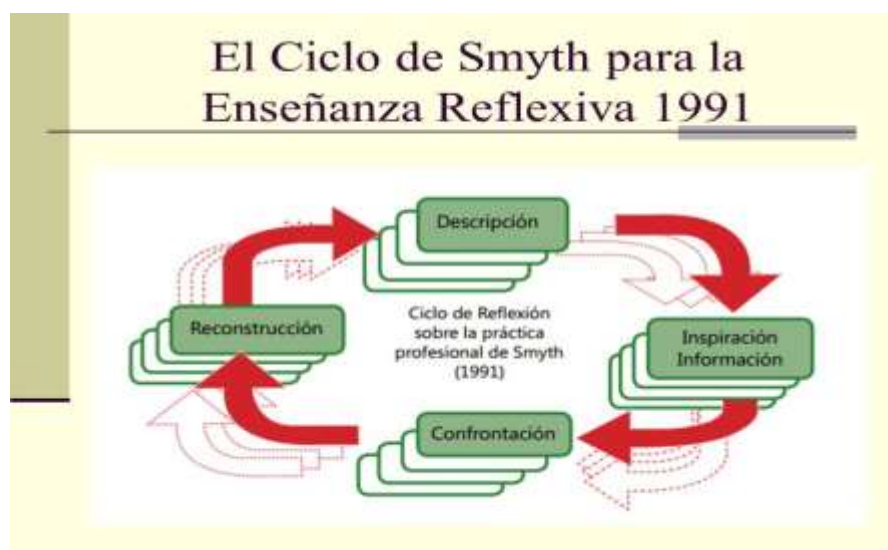 El Ciclo de Smyth para la
Enseñanza Reflexiva 1991
Descripción
Reconstrucción
Ciclo de Reflexión
sobre la práctica
profesional de Smyth
(1991)
Inspiración
Información
Confrontación